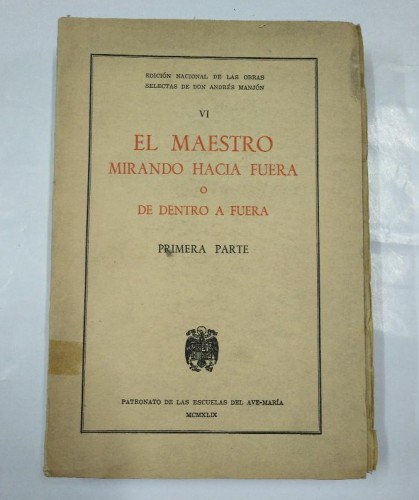 EDICIÓN NACIONAL DE LAS OBRAS
SELECTAS DE DON ANDRÉS MANJÓN
VI
EL MAESTRO
MIRANDO HACIA FUERA
O
DE DENTRO A FUERA
PRIMERA PARTE
PATRONATO DE LAS ESCUELAS DEL AVE-MARÍA
MCMXLIX